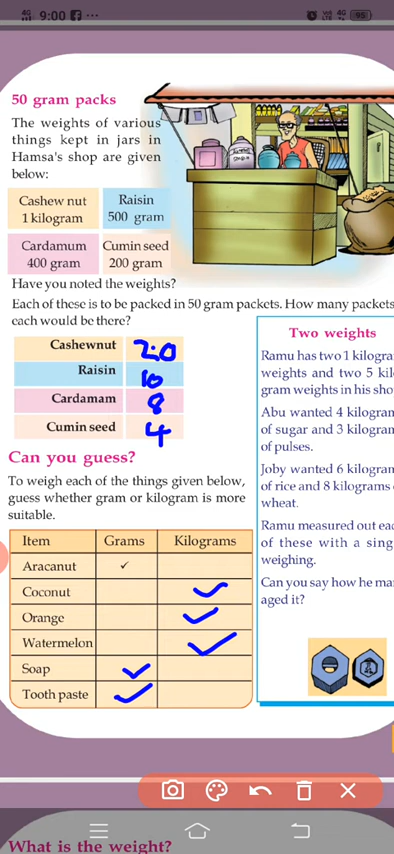 4G 9:00
4G 95
50 gram packs
The weights of various
things kept in jars in
Hamsa's shop are given
below:
Cashew nut Raisin
1 kilogram 500 gram
Cardamum Cumin seed
400 gram 200 gram
Have you noted the weights?
Each of these is to be packed in 50 gram packets. How many packets
each would be there?
Cashewnut 20
Raisin 10
Cardamam 8
Cumin seed 4
Can you guess?
To weigh each of the things given below,
guess whether gram or kilogram is more
suitable.
Item Grams Kilograms
Aracanut ✓
Coconut ✓
Orange ✓
Watermelon ✓
Soap ✓
Tooth paste ✓
Two weights
Ramu has two 1 kilogra
weights and two 5 kil
gram weights in his sho
Abu wanted 4 kilogran
of sugar and 3 kilogran
of pulses.
Joby wanted 6 kilogram
of rice and 8 kilograms
wheat.
Ramu measured out ea
of these with a sing
weighing.
Can you say how he ma
aged it?
What is the weight?